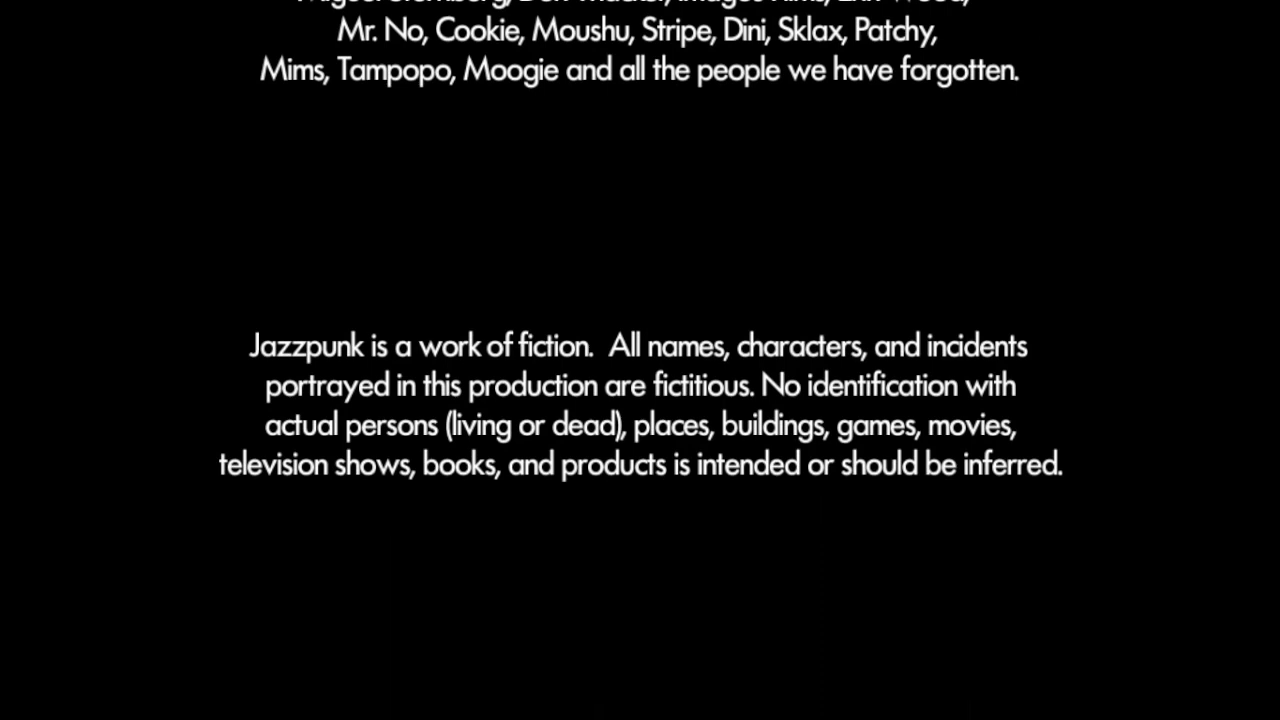 Mr. No, Cookie, Moushu, Stripe, Dini, Sklax, Patchy,
Mims, Tampopo, Moogie and all the people we have forgotten.
Jazzpunk is a work of fiction.  All names, characters, and incidents
portrayed in this production are fictitious. No identification with
actual persons (living or dead), places, buildings, games, movies,
television shows, books, and products is intended or should be inferred.